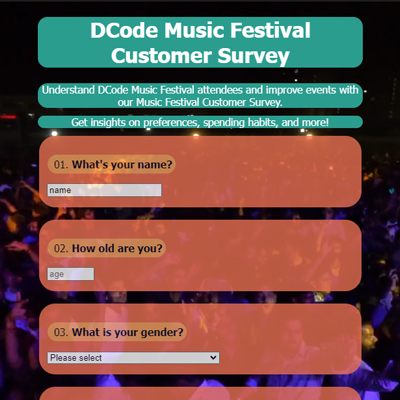 DCode Music Festival
Customer Survey
Understand DCode Music Festival attendees and improve events with
our Music Festival Customer Survey.
Get insights on preferences, spending habits, and more!
01. What's your name?
name
02. How old are you?
age
03. What is your gender?
Please select